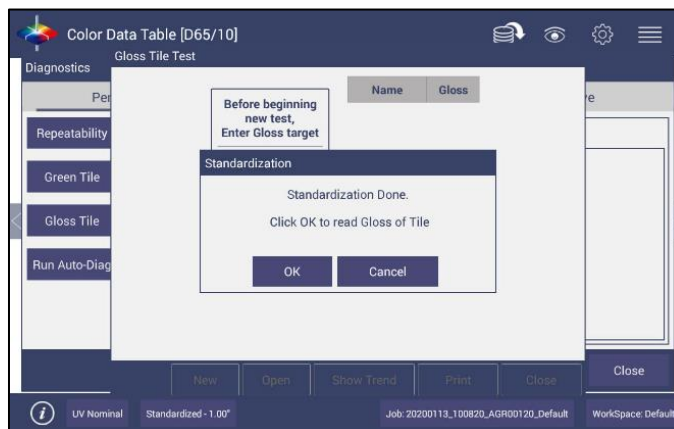 Color Data Table [D65/10]
Gloss Tile Test
Diagnostics
Per
Name Gloss
e
Before beginning
new test,
Enter Gloss target
Repeatability
Standardization
Green Tile
Standardization Done.
Gloss Tile
Click OK to read Gloss of Tile
Run Auto-Diag
OK Cancel
New Open Show Trend Print Close
Close
i UV Nominal Standardized - 1.00" Job: 20200113_100820_AGR00120_Default WorkSpace: Default